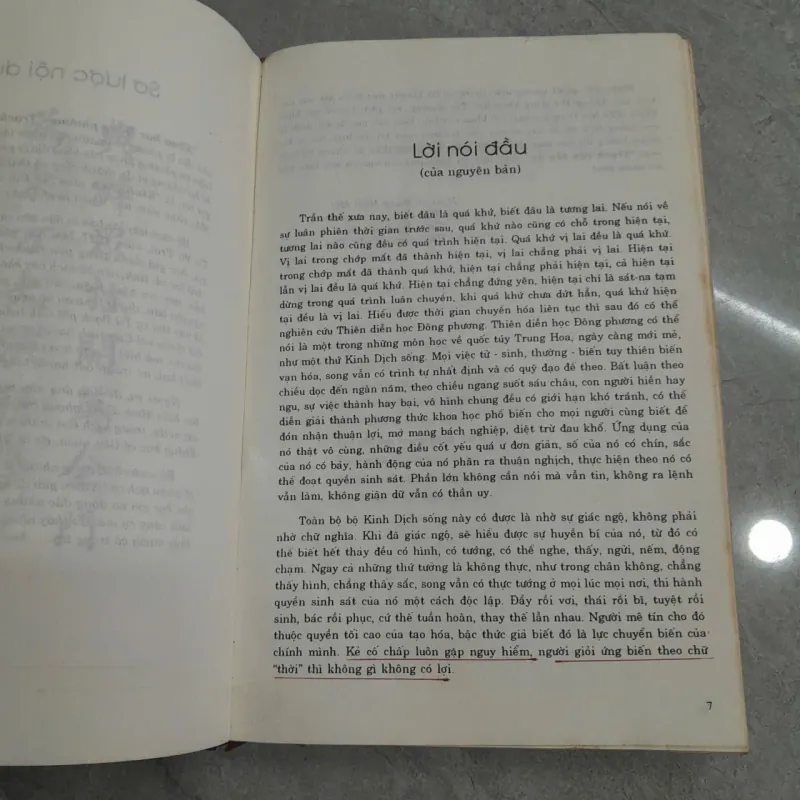 Sơ lược nội du
Lời nói đầu
(của nguyên bản)
Trần thế xưa nay, biết đâu là quá khứ, biết đâu là tương lai. Nếu nói về
sự luân phiên thời gian trước sau, quá khứ nào cũng có chỗ trong hiện tại,
tương lai nào cũng đều có quá trình hiện tại. Quá khứ vị lai đều là quá khứ.
Vị lai trong chớp mắt đã thành hiện tại, vị lai chẳng phải vị lai. Hiện tại
trong chớp mắt đã thánh quá khứ, hiện tại chẳng phải hiện tại, cả hiện tại
lẫn vị lai đều là quá khứ. Hiện tại chẳng đứng yên, hiện tại chỉ là sát-na tạm
dừng trong quá trình luân chuyển, khi quá khứ chưa dứt hẳn, quá khứ hiện
tại đều là vị lai. Hiểu được thời gian chuyển hóa liên tục thì sau đó có thể
nghiên cứu Thiên diễn học Đông phương. Thiên diễn học Đông phương có thể
nói là một trong những môn học về quốc túy Trung Hoa, ngày càng mới mẻ,
như một thứ Kinh Dịch sống. Mọi việc tử - sinh, thường - biến tuy thiên biến
vạn hóa, song vẫn có trình tự nhất định và có quỹ đạo để theo. Bất luận theo
chiều dọc đến ngàn năm, theo chiều ngang suốt sáu châu, con người hiền hay
ngu, sự việc thành hay bại, vô hình chung đều có giới hạn khó tránh, có thể
diễn giải thành phương thức khoa học phổ biến cho mọi người cùng biết để
đón nhận thuận lợi, mở mang bách nghiệp, diệt trừ đau khổ. Ứng dụng của
nó thật vô cùng, những điều cốt yếu quá ư đơn giản, số của nó có chín, sắc
của nó có bảy, hành động của nó phân ra thuận nghịch, thực hiện theo nó có
thể đoạt quyền sinh sát. Phần lớn không cần nói mà vẫn tin, không ra lệnh
vẫn làm, không giận dữ vẫn có thần uy.
Toàn bộ bộ Kinh Dịch sống này có được là nhờ sự giác ngộ, không phải
nhờ chữ nghĩa. Khi đã giác ngộ, sẽ hiểu được sự huyền bí của nó, từ đó có
thể biết hết thảy đều có hình, có tướng, có thể nghe, thấy, ngửi, nếm, động
chạm. Ngay cả những thứ tưởng là không thực, như trong chân không, chẳng
thấy hình, chẳng thấy sắc, song vẫn có thực tướng ở mọi lúc mọi nơi, thi hành
quyền sinh sát của nó một cách độc lập. Đầy rồi vơi, thái rồi bĩ, tuyệt rồi
sinh, bác rồi phục, cứ thế tuần hoàn, thay thế lẫn nhau. Người mê tín cho đó
thuộc quyền tối cao của tạo hóa, bậc thức giả biết đó là lực chuyển biến của
chính mình. Kẻ cố chấp luôn gặp nguy hiểm, người giỏi ứng biến theo chữ
"thời" thì không gì không có lợi.
7